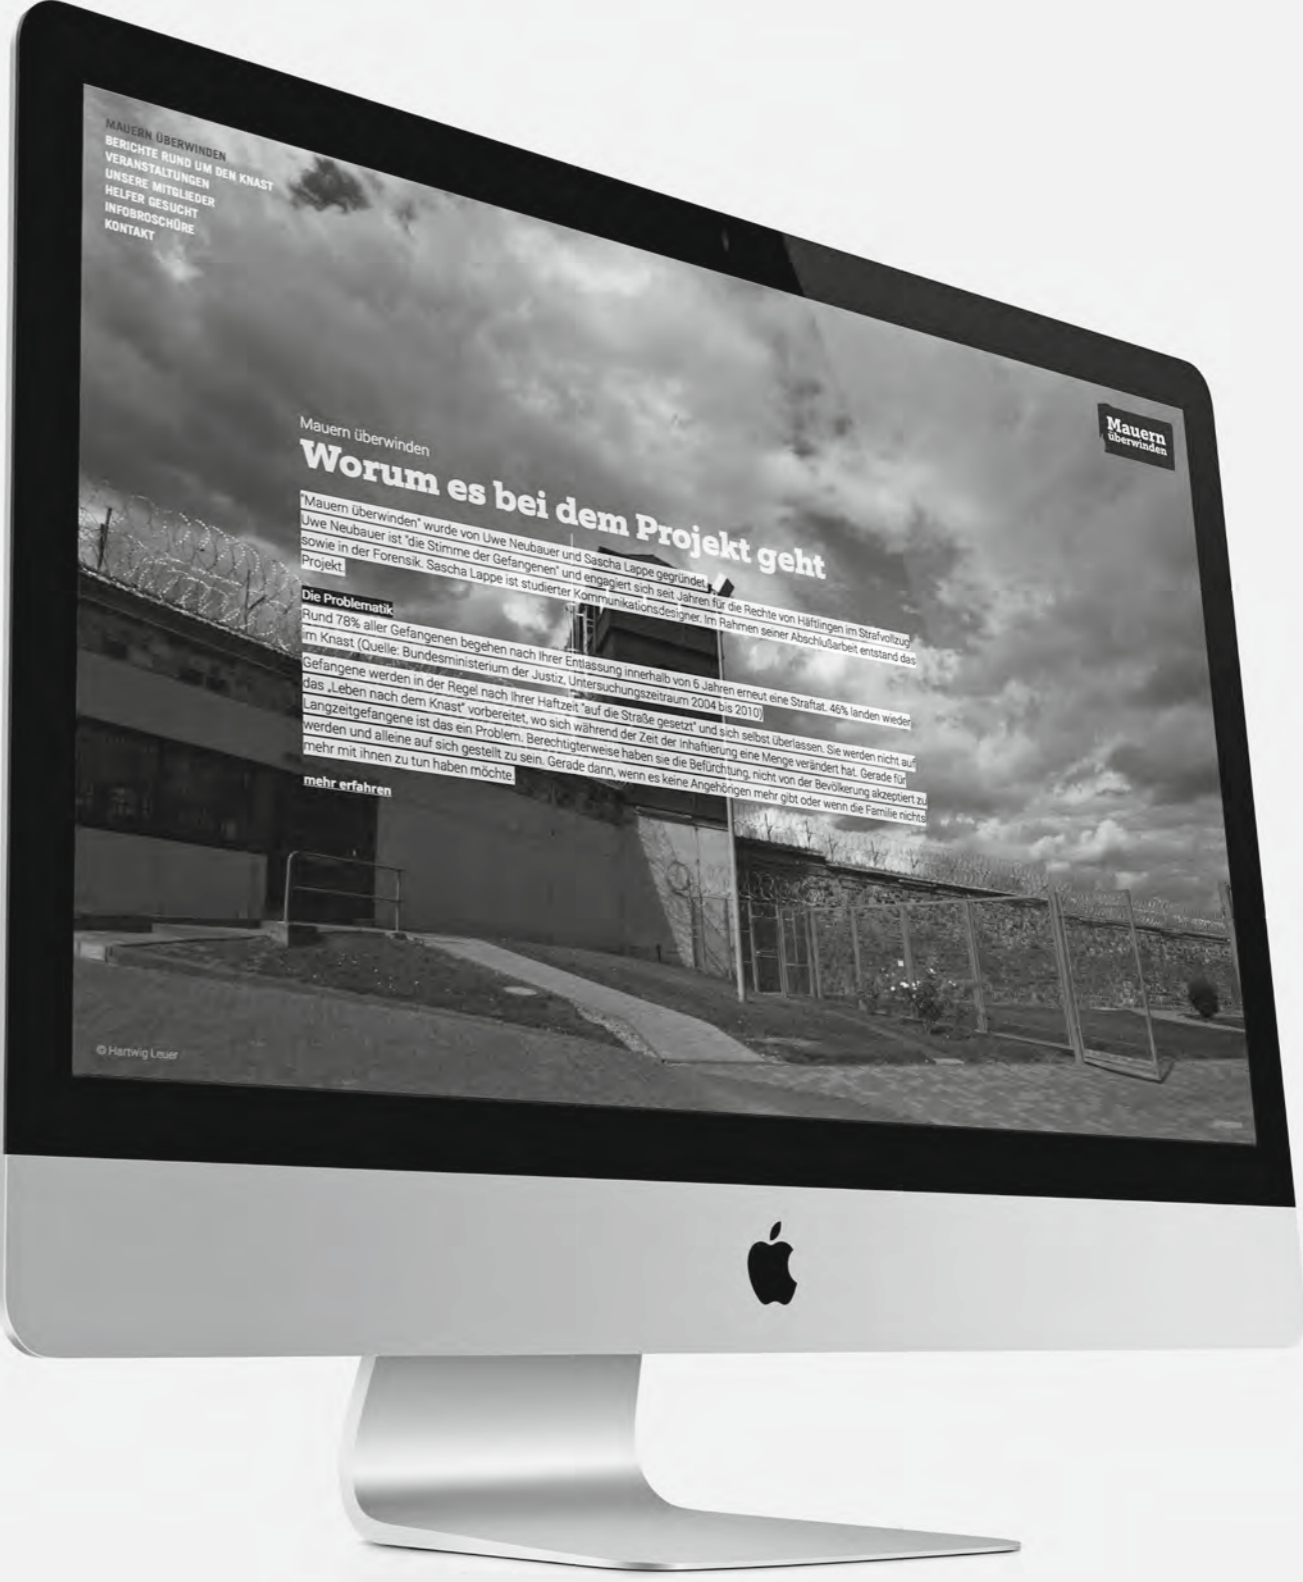 MAUERN ÜBERWINDEN
BERICHTE RUND UM DEN KNAST
VERANSTALTUNGEN
UNSERE MITGLIEDER
HELFER GESUCHT
INFOBROSCHÜRE
KONTAKT
Mauern
überwinden
Mauern überwinden
Worum es bei dem Projekt geht
"Mauern überwinden" wurde von Uwe Neubauer und Sascha Lappe gegründet.
Uwe Neubauer ist "die Stimme der Gefangenen" und engagiert sich seit Jahren für die Rechte von Häftlingen im Strafvollzug
sowie in der Forensik. Sascha Lappe ist studierter Kommunikationsdesigner. Im Rahmen seiner Abschlußarbeit entstand das
Projekt.
Die Problematik
Rund 78% aller Gefangenen begehen nach Ihrer Entlassung innerhalb von 6 Jahren erneut eine Straftat. 46% landen wieder
im Knast (Quelle: Bundesministerium der Justiz, Untersuchungszeitraum 2004 bis 2010)
Gefangene werden in der Regel nach Ihrer Haftzeit "auf die Straße gesetzt" und sich selbst überlassen. Sie werden nicht auf
das „Leben nach dem Knast" vorbereitet, wo sich während der Zeit der Inhaftierung eine Menge verändert hat. Gerade für
Langzeitgefangene ist das ein Problem. Berechtigterweise haben sie die Befürchtung, nicht von der Bevölkerung akzeptiert zu
werden und alleine auf sich gestellt zu sein. Gerade dann, wenn es keine Angehörigen mehr gibt oder wenn die Familie nichts
mehr mit ihnen zu tun haben möchte.
mehr erfahren
© Hartwig Leuer